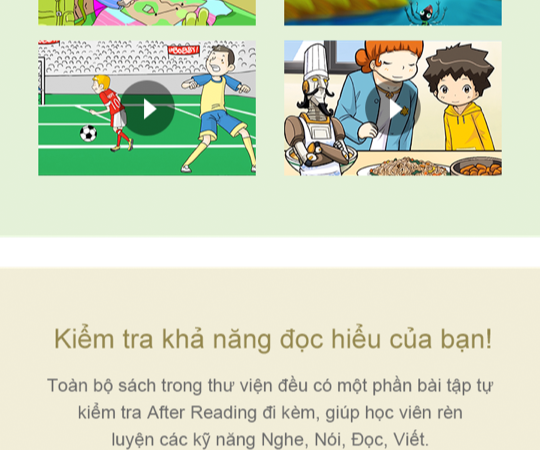 Kiểm tra khả năng đọc hiểu của bạn!
Toàn bộ sách trong thư viện đều có một phần bài tập tự
kiểm tra After Reading đi kèm, giúp học viên rèn
luyện các kỹ năng Nghe, Nói, Đọc, Viết.